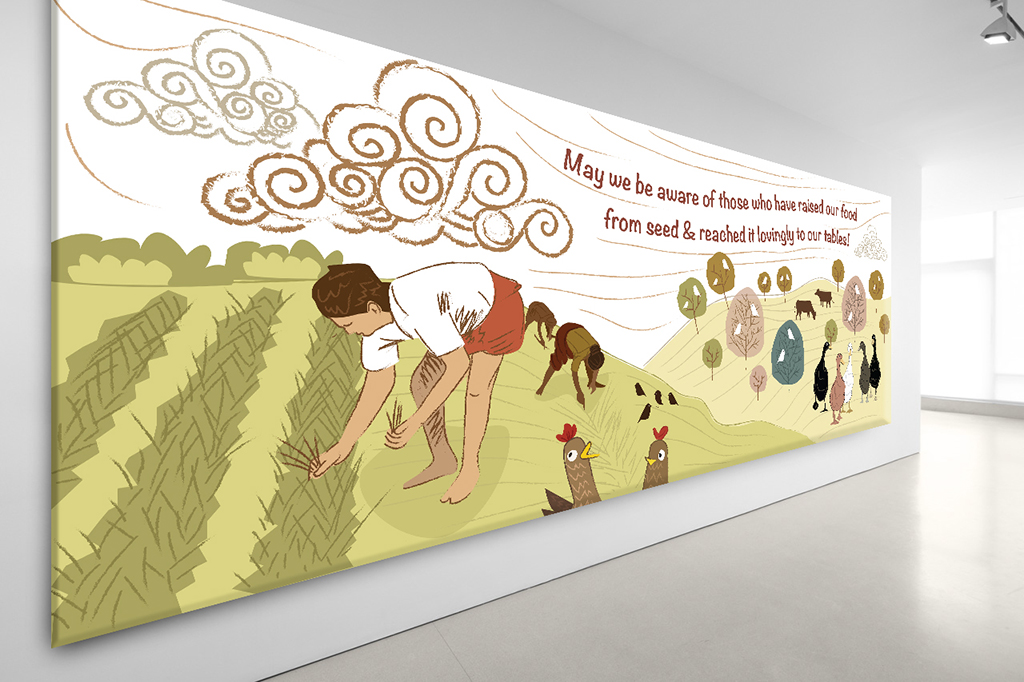 May we be aware of those who have raised our food
from seed & reached it lovingly to our tables!